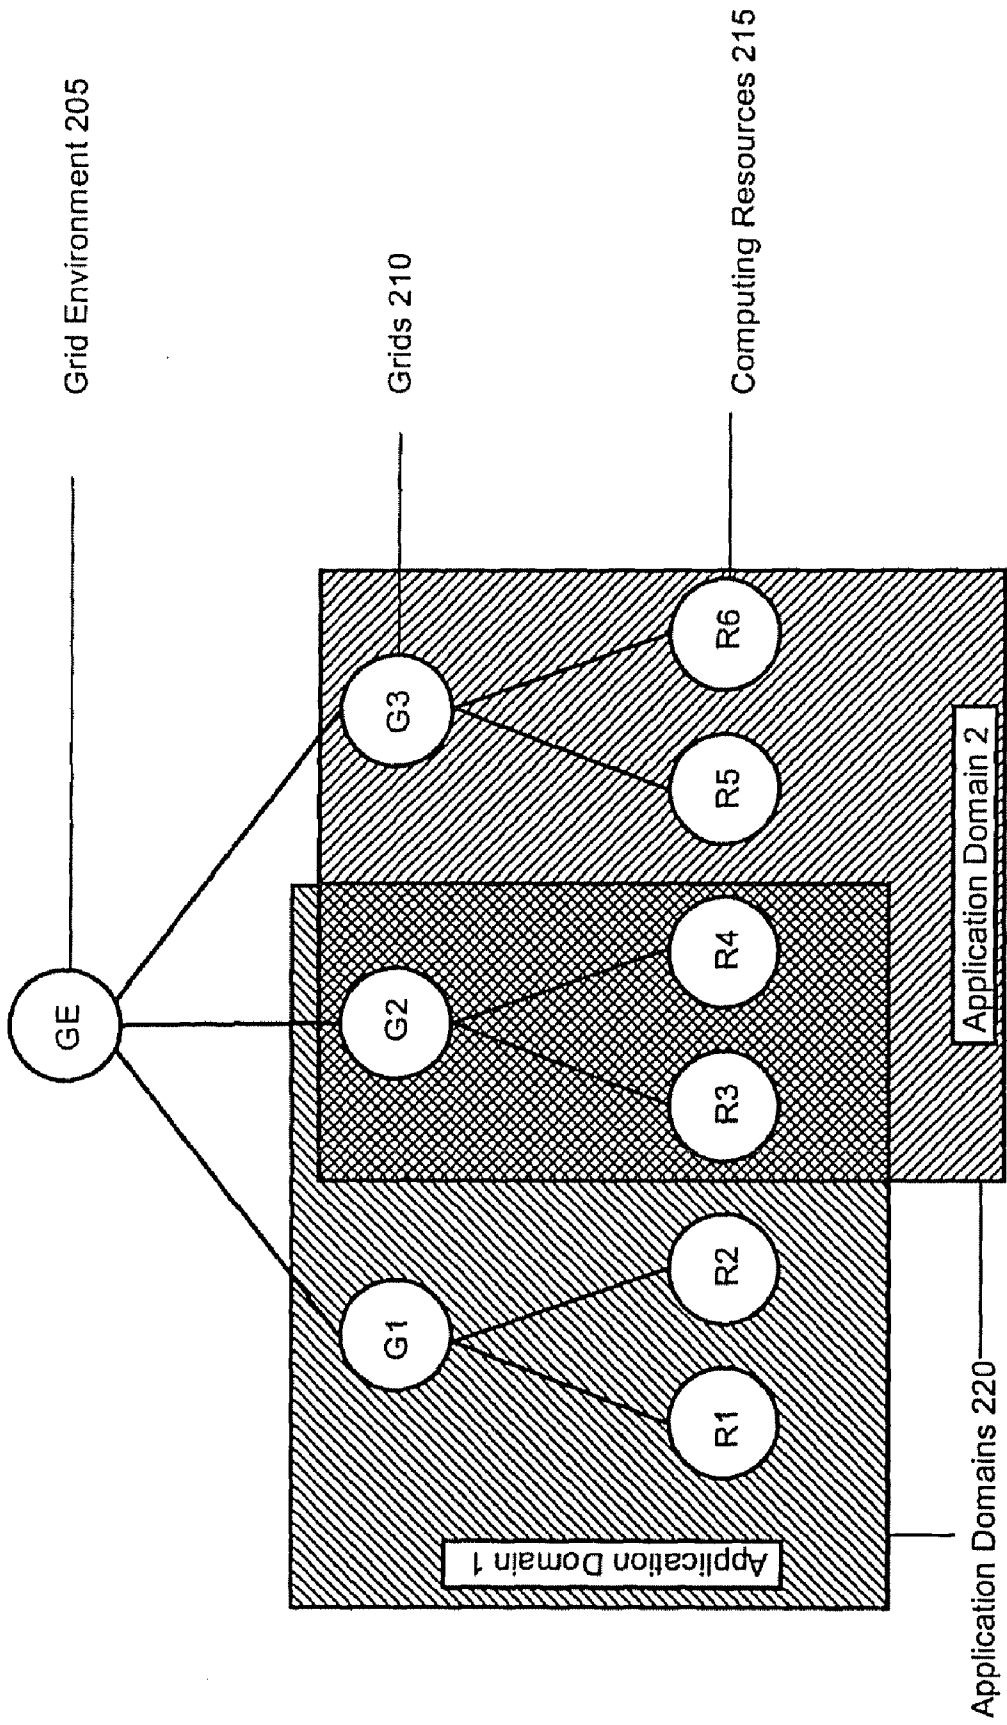 Grid Environment 205
GE
Grids 210
G1
G2
G3
Computing Resources 215
R1
R2
R3
R4
R5
R6
Application Domain 1
Application Domain 2
Application Domains 220